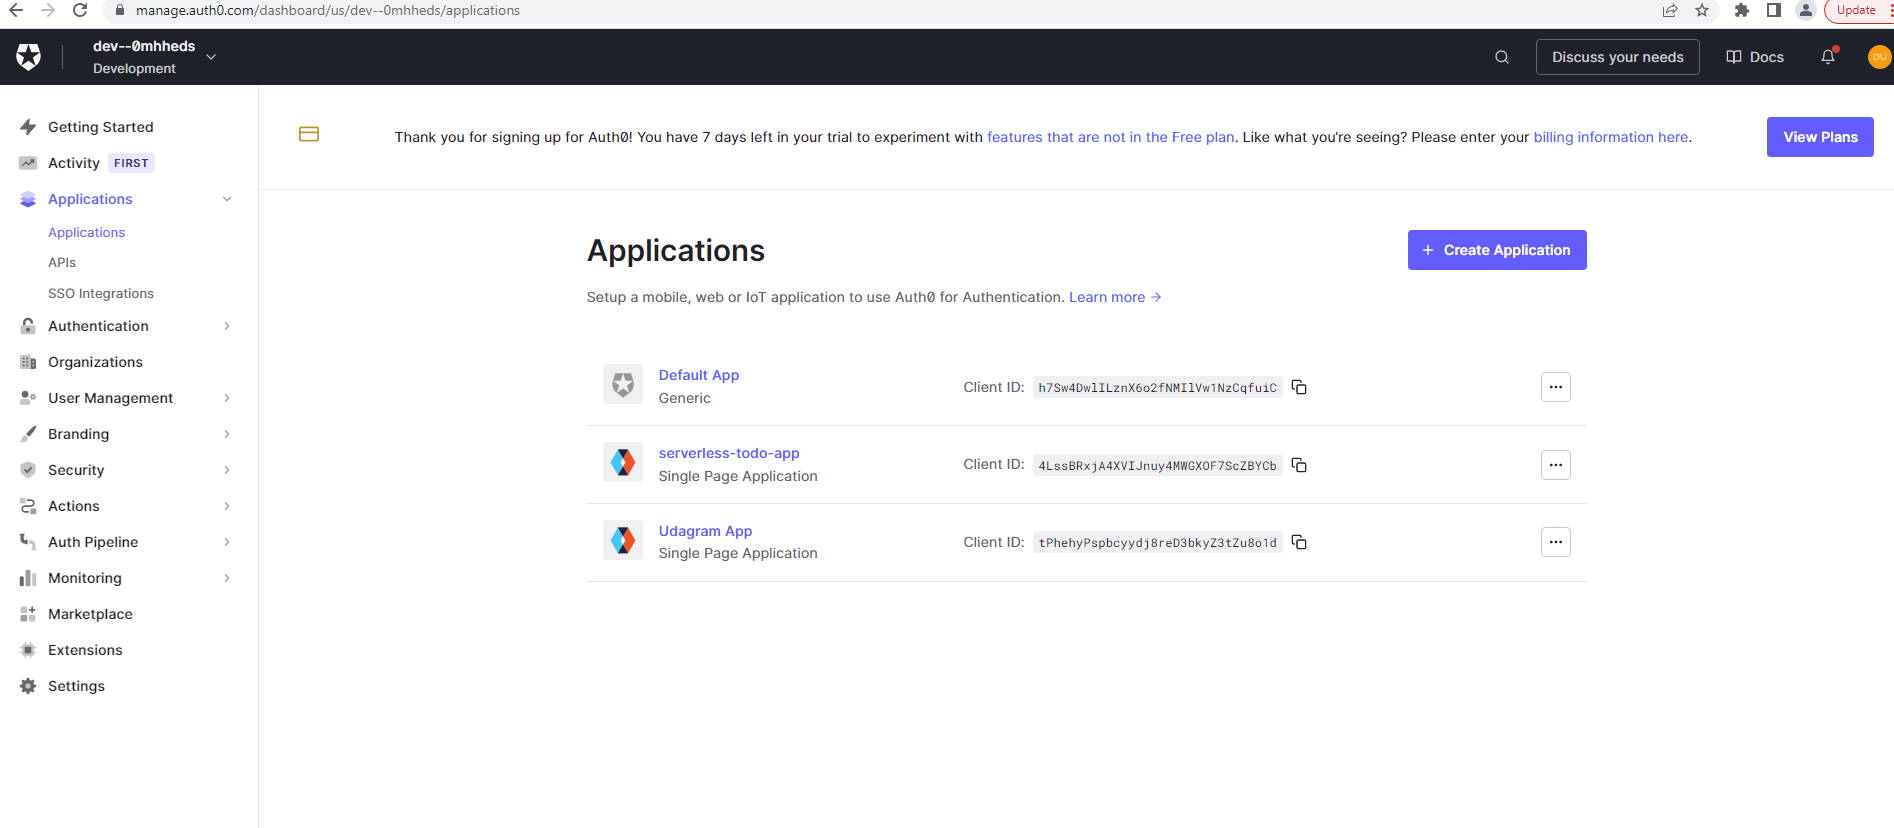 manage.auth0.com/dashboard/us/dev--0mhheds/applications
Update
dev--0mhheds
Development
Discuss your needs
Docs
DU
Getting Started
Activity FIRST
Applications
Applications
APIs
SSO Integrations
Authentication
Organizations
User Management
Branding
Security
Actions
Auth Pipeline
Monitoring
Marketplace
Extensions
Settings
Thank you for signing up for Auth0! You have 7 days left in your trial to experiment with features that are not in the Free plan. Like what you're seeing? Please enter your billing information here.
View Plans
Applications
+ Create Application
Setup a mobile, web or IoT application to use Auth0 for Authentication. Learn more →
Default App
Generic
Client ID: h7Sw4DwlILznX6o2fNMIlVw1NzCqfuiC
serverless-todo-app
Single Page Application
Client ID: 4LssBRxjA4XVIJnuy4MWGXOF7ScZBYCb
Udagram App
Single Page Application
Client ID: tPhehyPspbcyydj8reD3bkyZ3tZu8o1d